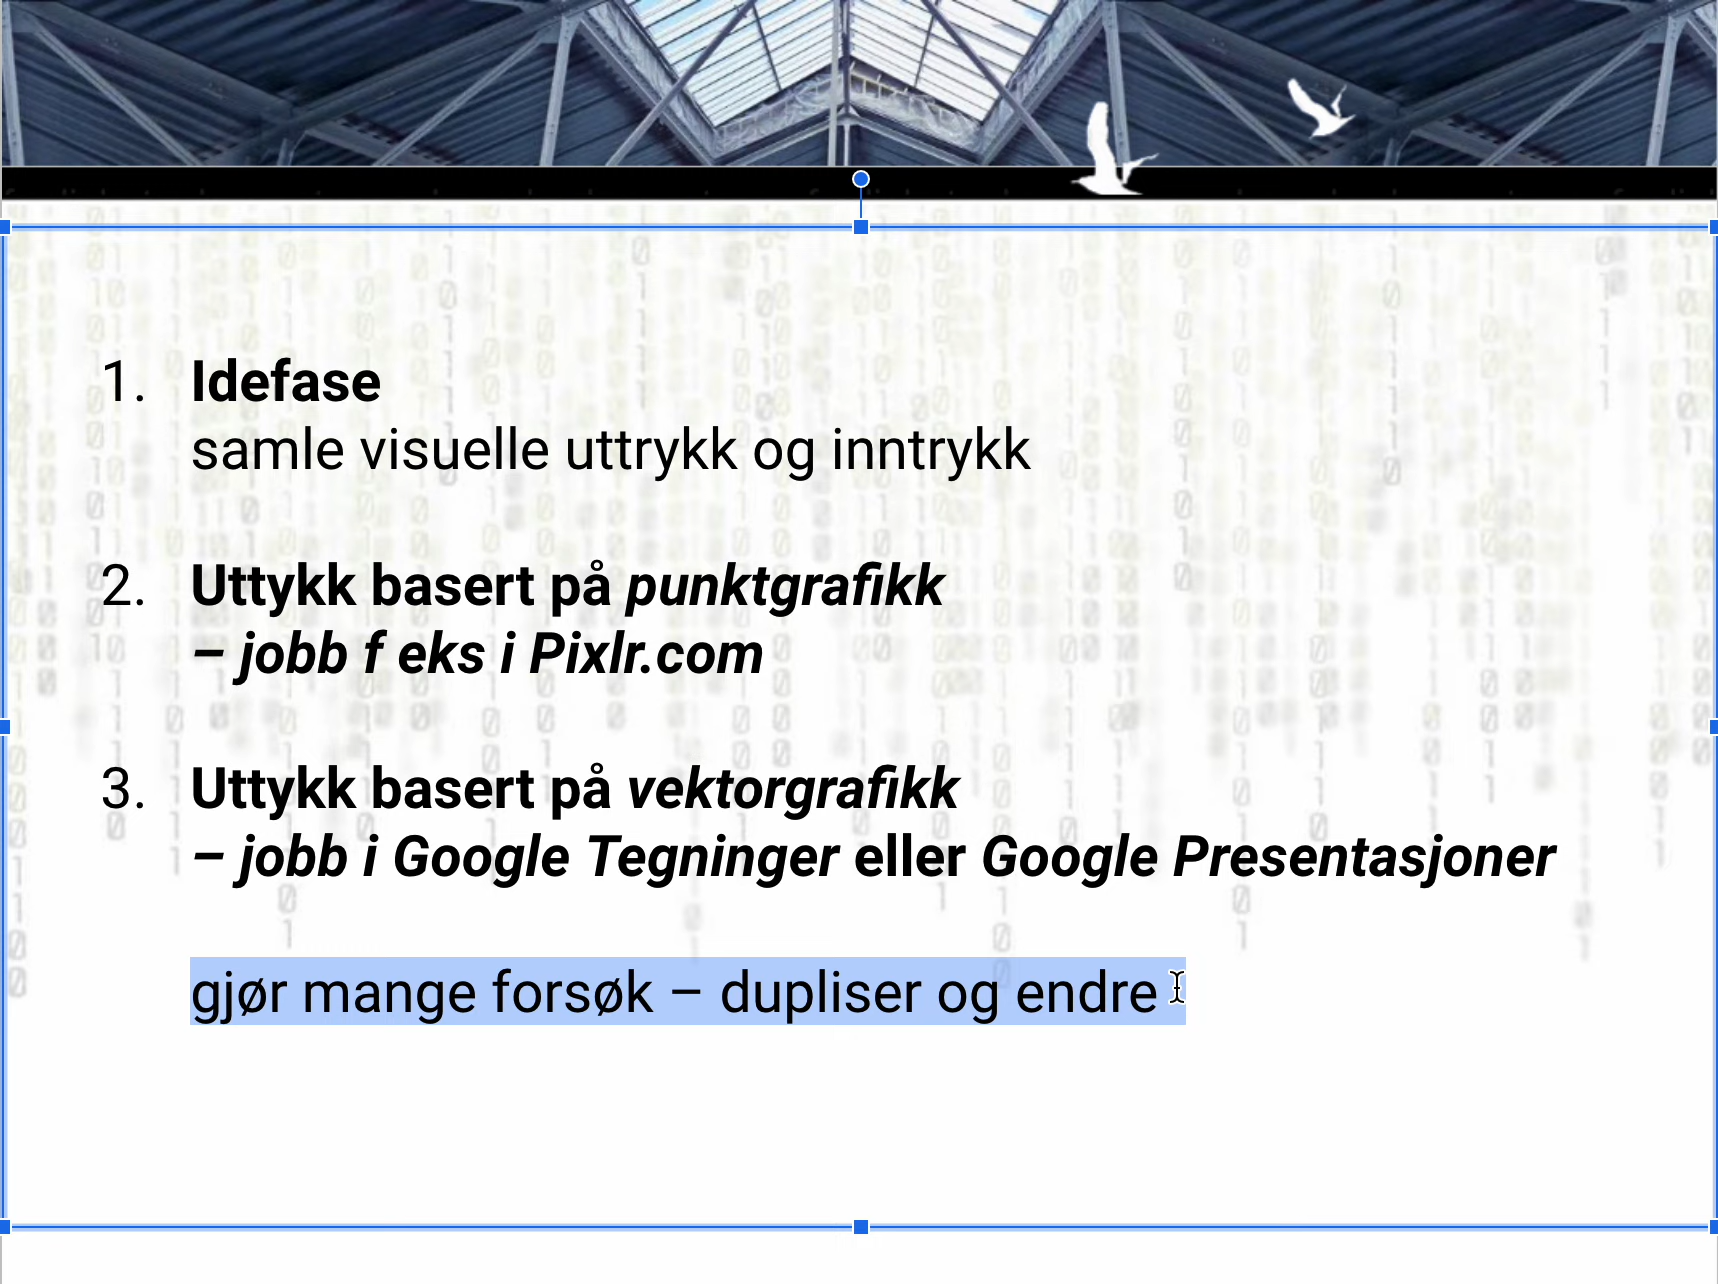 1. Idefase
samle visuelle uttrykk og inntrykk
2. Uttykk basert på punktgrafikk
– jobb f eks i Pixlr.com
3. Uttykk basert på vektorgrafikk
– jobb i Google Tegninger eller Google Presentasjoner
gjør mange forsøk – dupliser og endre